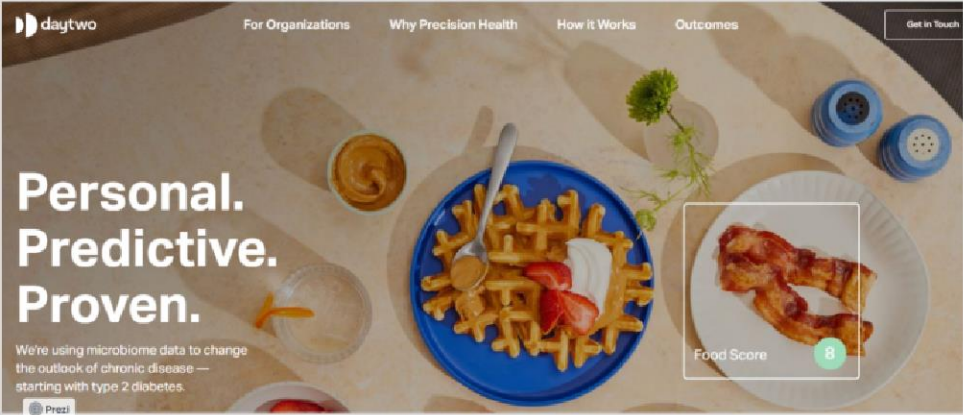 daytwo
For Organizations
Why Precision Health
How it Works
Outcomes
Get in Touch
Personal.
Predictive.
Proven.
We're using microbiome data to change
the outlook of chronic disease —
starting with type 2 diabetes.
Food Score
8
Prezi